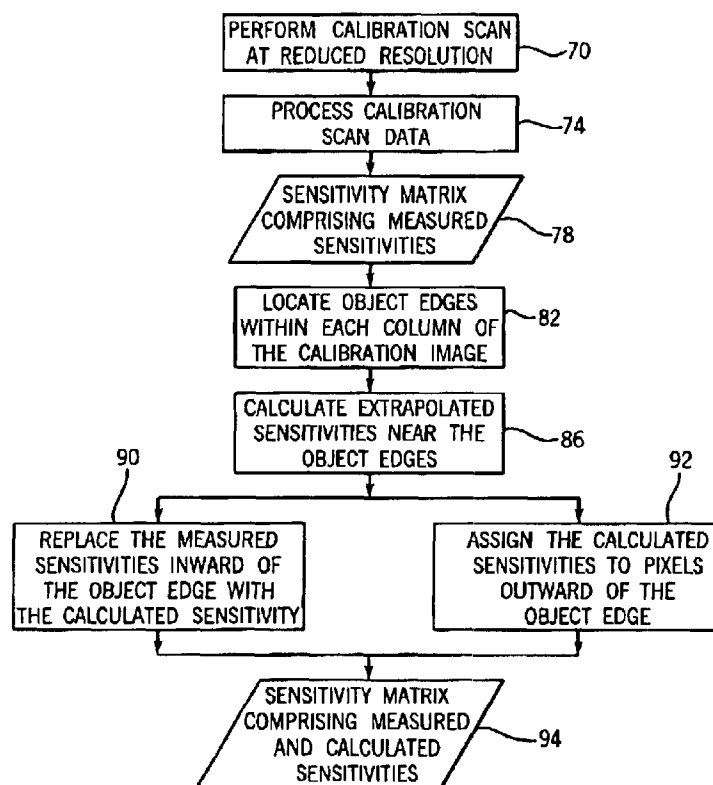 PERFORM CALIBRATION SCAN
AT REDUCED RESOLUTION
70
PROCESS CALIBRATION
SCAN DATA
74
SENSITIVITY MATRIX
COMPRISING MEASURED
SENSITIVITIES
78
LOCATE OBJECT EDGES
WITHIN EACH COLUMN OF
THE CALIBRATION IMAGE
82
CALCULATE EXTRAPOLATED
SENSITIVITIES NEAR THE
OBJECT EDGES
86
90
REPLACE THE MEASURED
SENSITIVITIES INWARD OF
THE OBJECT EDGE WITH
THE CALCULATED SENSITIVITY
92
ASSIGN THE CALCULATED
SENSITIVITIES TO PIXELS
OUTWARD OF THE
OBJECT EDGE
SENSITIVITY MATRIX
COMPRISING MEASURED
AND CALCULATED
SENSITIVITIES
94